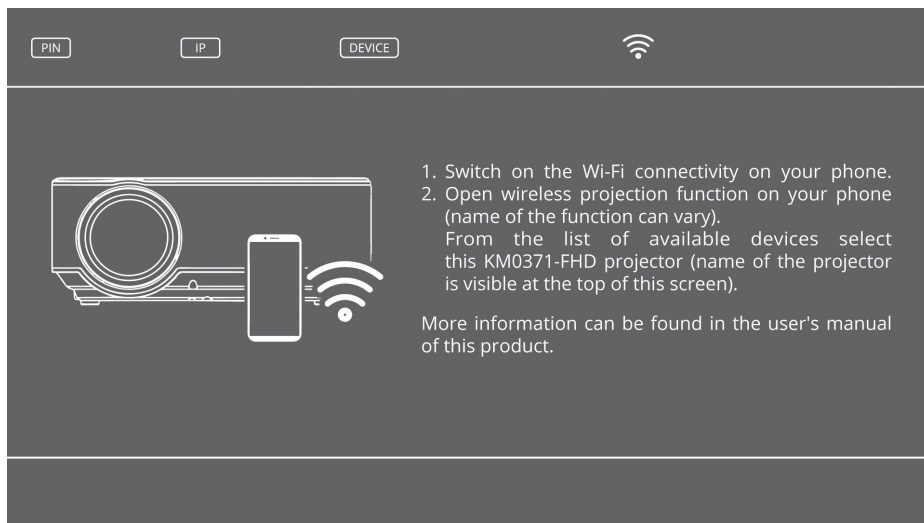 PIN IP DEVICE
1. Switch on the Wi-Fi connectivity on your phone.
2. Open wireless projection function on your phone
(name of the function can vary).
From the list of available devices select
this KM0371-FHD projector (name of the projector
is visible at the top of this screen).
More information can be found in the user's manual
of this product.